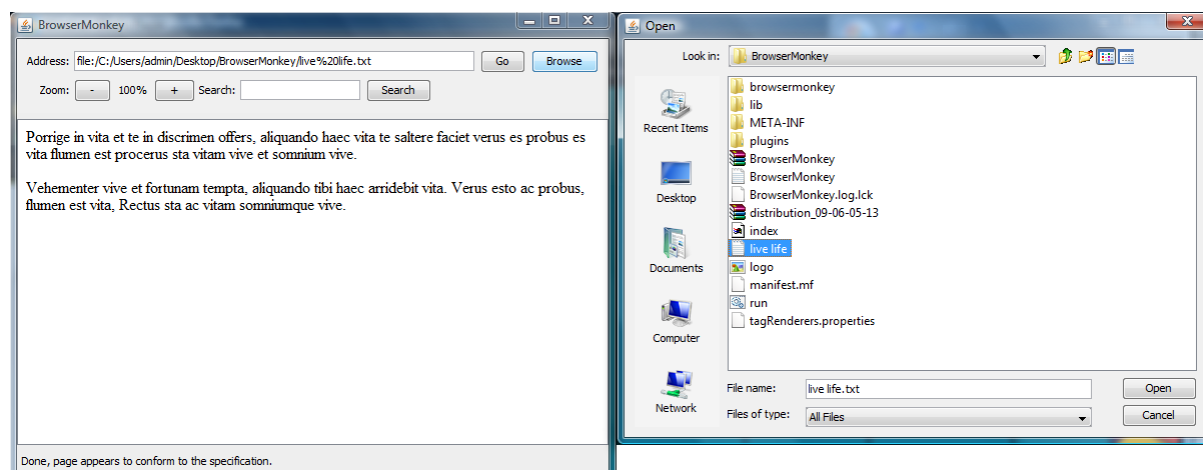 BrowserMonkey
Address: file:/C:/Users/admin/Desktop/BrowserMonkey/live%20life.txt Go Browse
Zoom: - 100% + Search: Search
Porrige in vita et te in discrimen offers, aliquando haec vita te saltere faciet verus es probus es
vita flumen est procerus sta vitam vive et somnium vive.
Vehementer vive et fortunam tempta, aliquando tibi haec arridebit vita. Verus esto ac probus,
flumen est vita, Rectus sta ac vitam somniumque vive.
Done, page appears to conform to the specification.
Open
Look in: BrowserMonkey
Recent Items
Desktop
Documents
Computer
Network
browsermonkey
lib
META-INF
plugins
BrowserMonkey
BrowserMonkey
BrowserMonkey.log.lck
distribution_09-06-05-13
index
live life
logo
manifest.mf
run
tagRenderers.properties
File name: live life.txt Open
Files of type: All Files Cancel